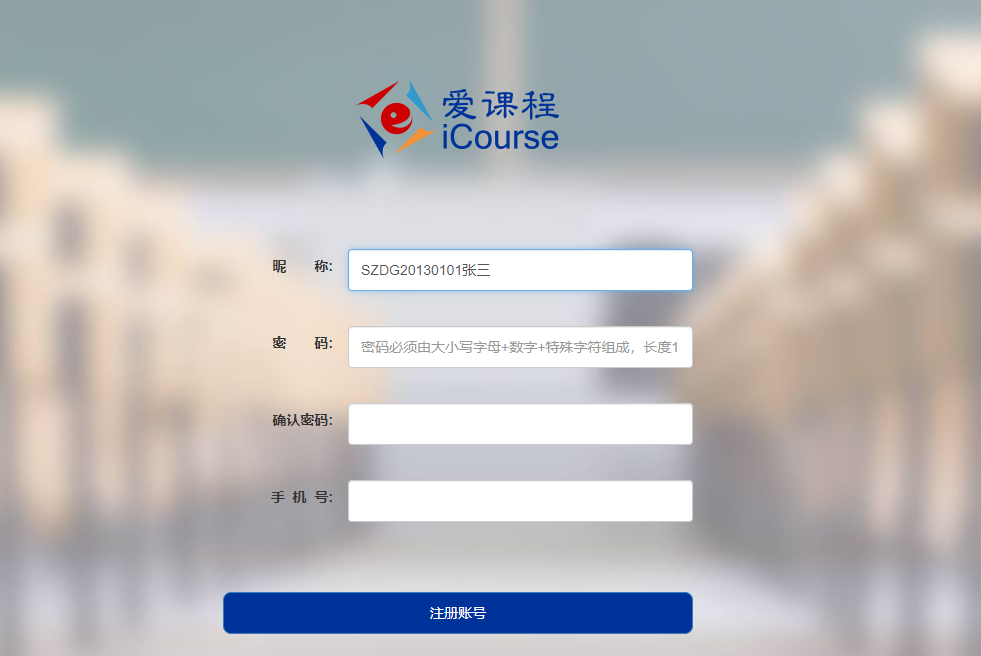 爱课程
iCourse
昵 称: SZDG20130101张三
密 码: 密码必须由大小写字母+数字+特殊字符组成，长度1
确认密码:
手 机 号:
注册账号